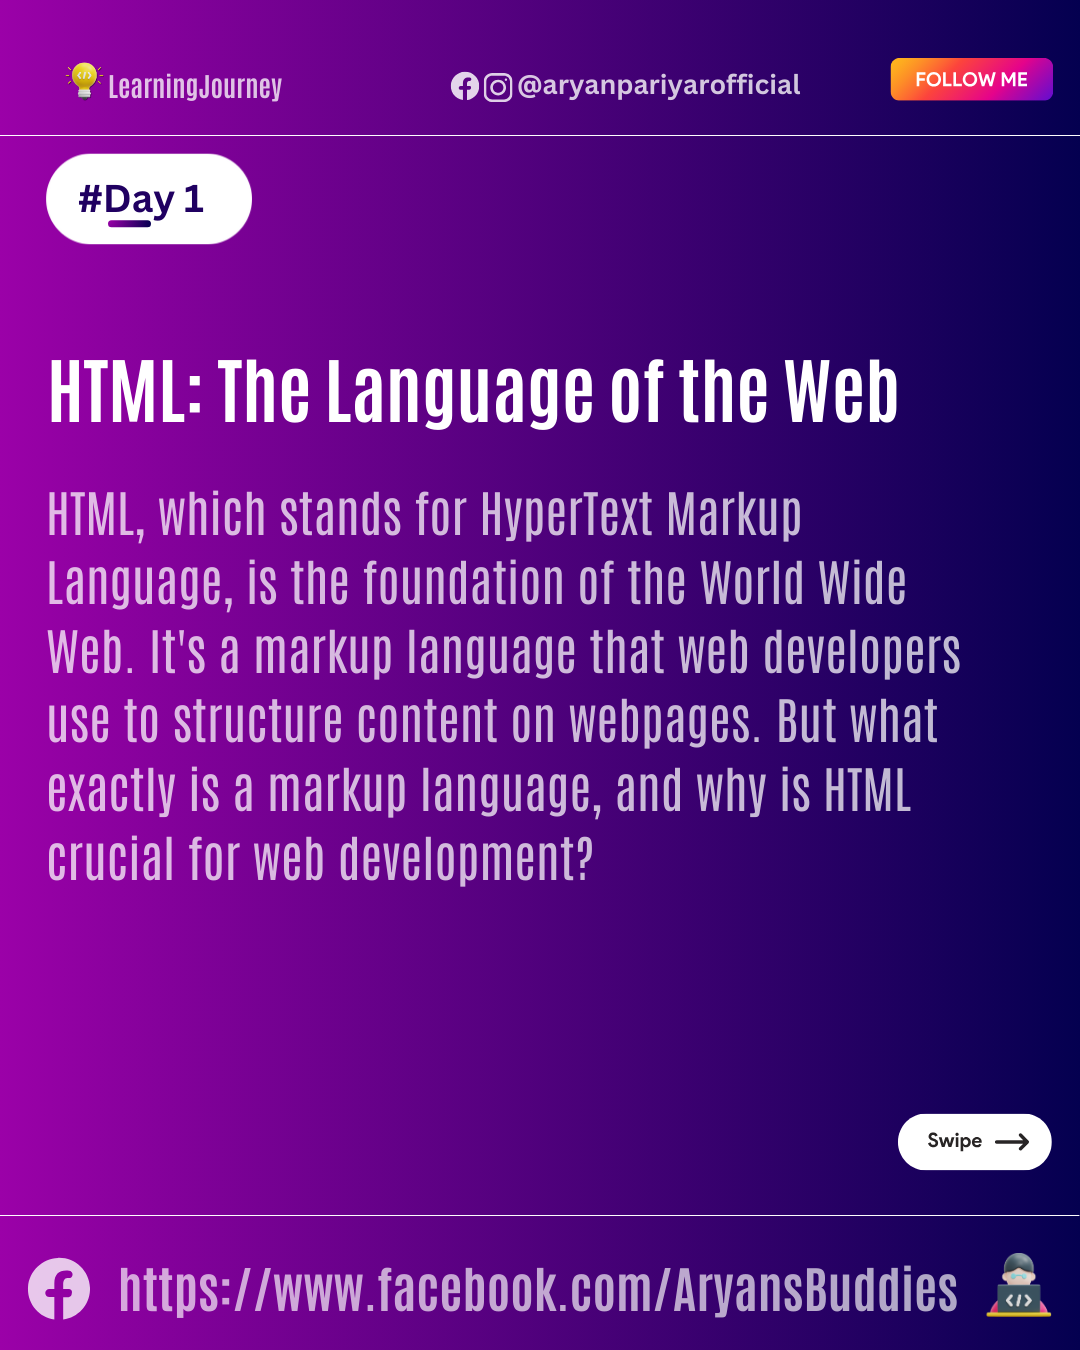 LearningJourney
@aryanpariyarofficial
FOLLOW ME
#Day 1
HTML: The Language of the Web
HTML, which stands for HyperText Markup
Language, is the foundation of the World Wide
Web. It's a markup language that web developers
use to structure content on webpages. But what
exactly is a markup language, and why is HTML
crucial for web development?
Swipe
https://www.facebook.com/AryansBuddies